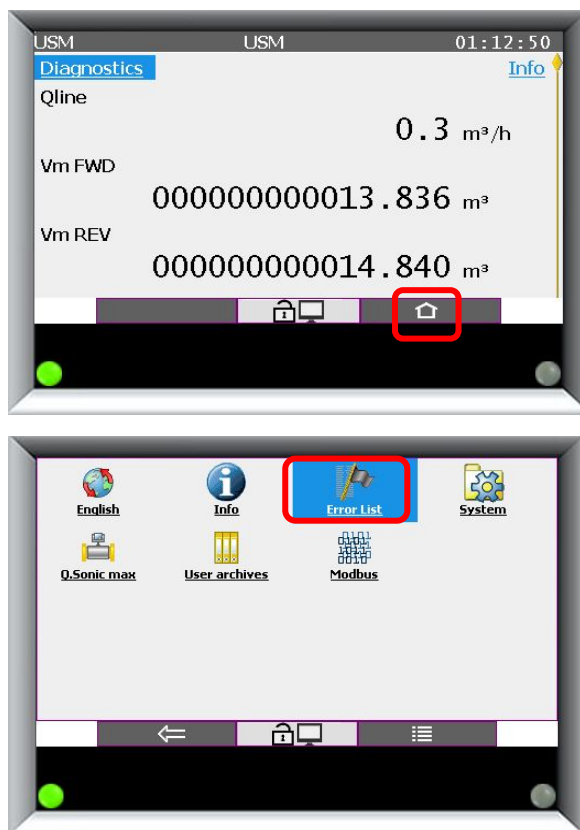 USM USM 01:12:50
Diagnostics Info
Qline
0.3 m³/h
Vm FWD
000000000013.836 m³
Vm REV
000000000014.840 m³
English Info Error List System
Q.Sonic max User archives Modbus